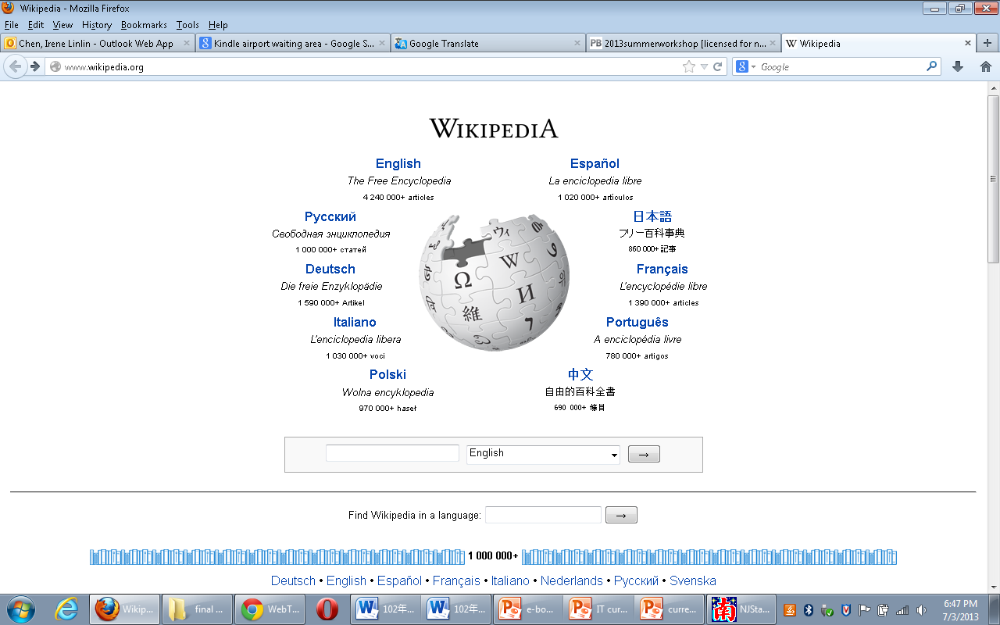 Wikipedia - Mozilla Firefox
File Edit View History Bookmarks Tools Help
Chen, Irene Linlin - Outlook Web App
Kindle airport waiting area - Google S...
Google Translate
2013summerworkshop [licensed for n...
Wikipedia
www.wikipedia.org
Google
WIKIPEDIA
English
The Free Encyclopedia
4 240 000+ articles
Español
La enciclopedia libre
1 020 000+ artículos
Русский
Свободная энциклопедия
1 000 000+ статей
日本語
フリー百科事典
860 000+ 記事
Deutsch
Die freie Enzyklopädie
1 590 000+ Artikel
Français
L'encyclopédie libre
1 390 000+ articles
Italiano
L'enciclopedia libera
1 030 000+ voci
Português
A enciclopédia livre
780 000+ artigos
Polski
Wolna encyklopedia
970 000+ haseł
中文
自由的百科全書
690 000+ 條目
Ω W И 維 ウィ
English →
Find Wikipedia in a language: →
1 000 000+
Deutsch • English • Español • Français • Italiano • Nederlands • Русский • Svenska
Wikip... final ... WebT... 102年... 102年... e-bo... IT cur... curre... 南 NJSta...
6:47 PM
7/3/2013